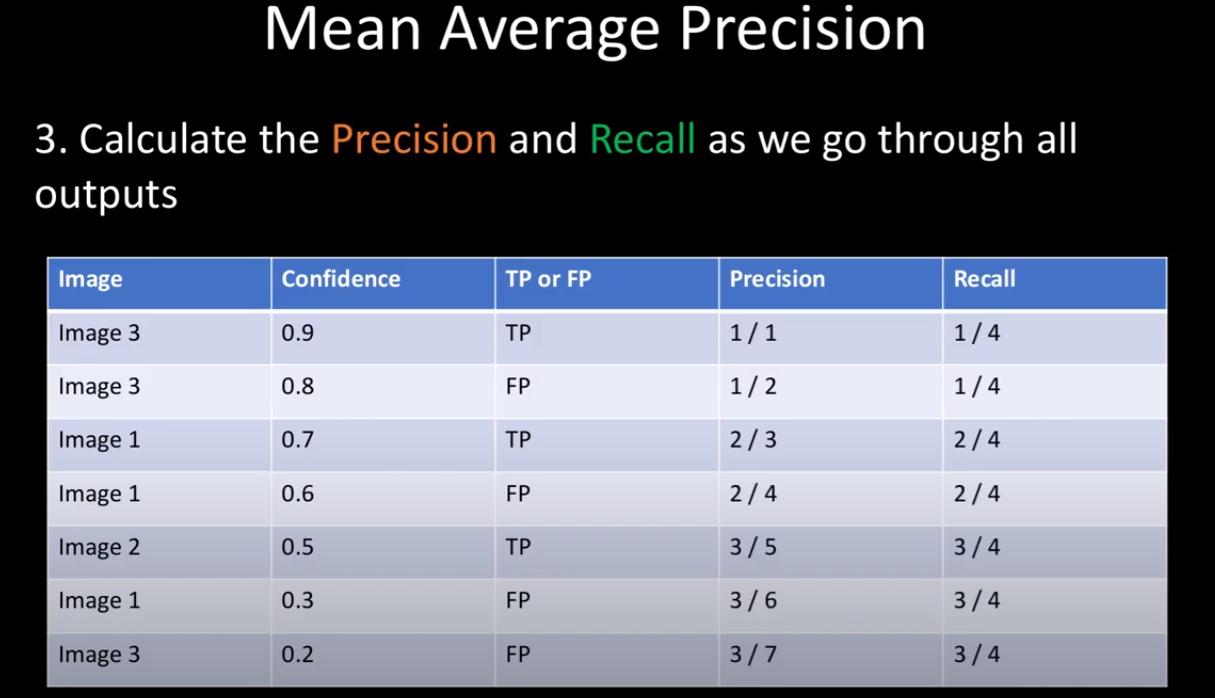 Mean Average Precision
3. Calculate the Precision and Recall as we go through all
outputs
Image Confidence TP or FP Precision Recall
Image 3 0.9 TP 1 / 1 1 / 4
Image 3 0.8 FP 1 / 2 1 / 4
Image 1 0.7 TP 2 / 3 2 / 4
Image 1 0.6 FP 2 / 4 2 / 4
Image 2 0.5 TP 3 / 5 3 / 4
Image 1 0.3 FP 3 / 6 3 / 4
Image 3 0.2 FP 3 / 7 3 / 4